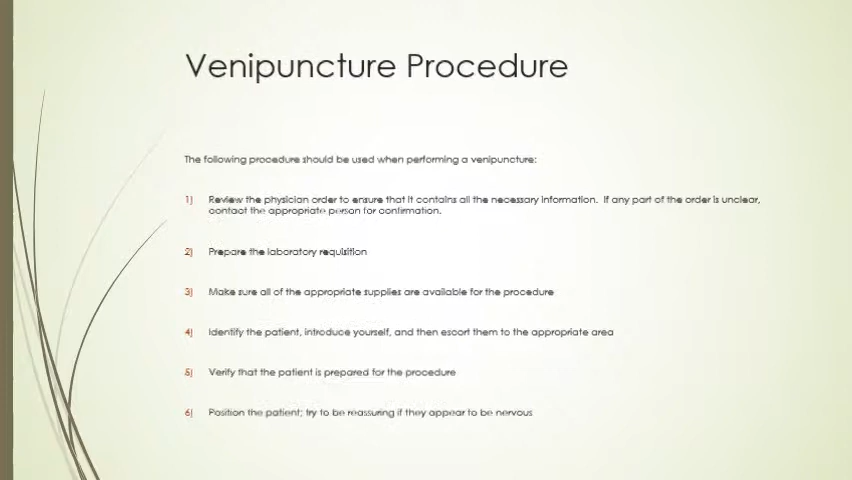 Venipuncture Procedure
The following procedure should be used when performing a venipuncture:
1) Review the physician order to ensure that it contains all the necessary information. If any part of the order is unclear,
contact the appropriate person for confirmation.
2) Prepare the laboratory requisition
3) Make sure all of the appropriate supplies are available for the procedure
4) Identify the patient, introduce yourself, and then escort them to the appropriate area
5) Verify that the patient is prepared for the procedure
6) Position the patient; try to be reassuring if they appear to be nervous